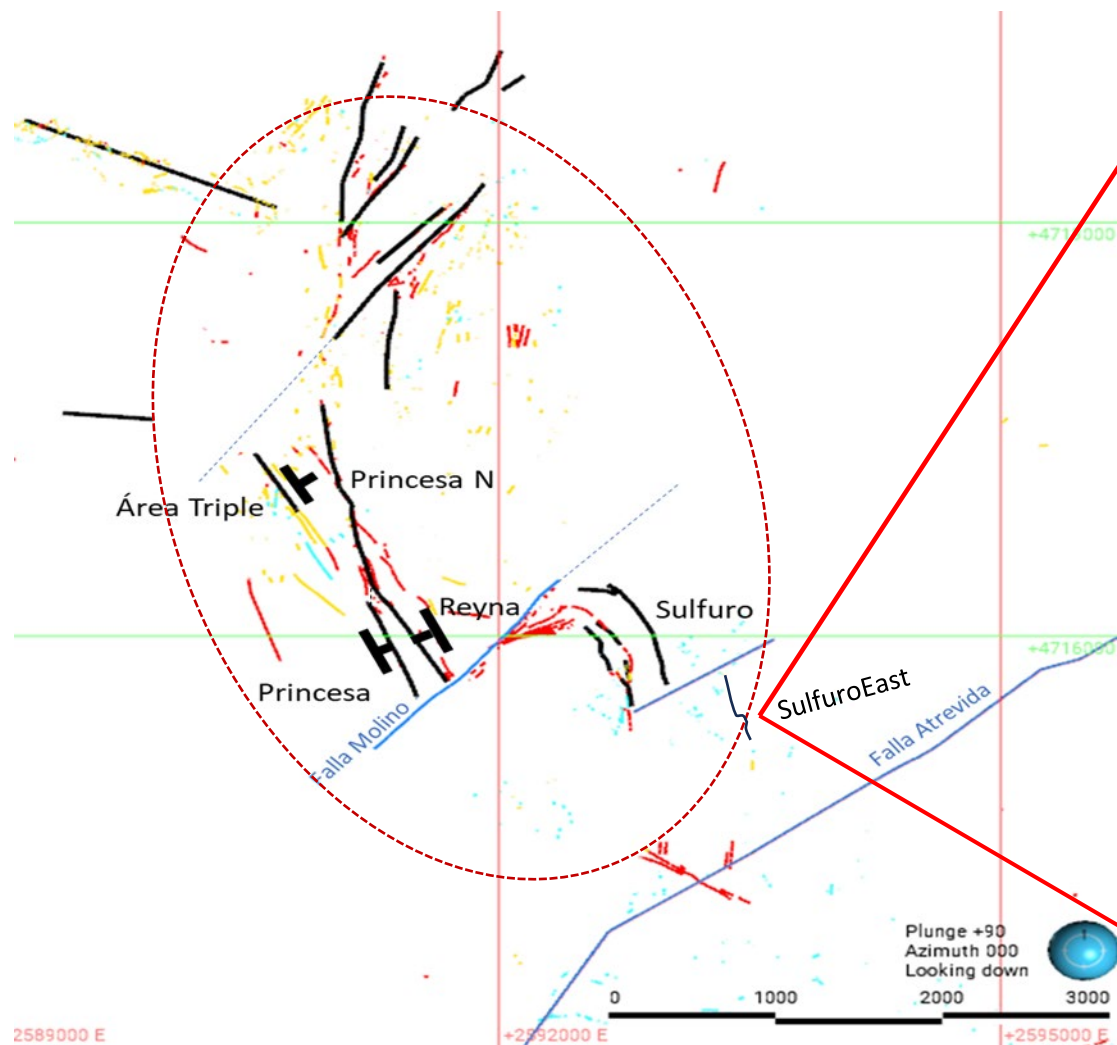 +4718000
Princesa N
Área Triple
Reyna
Sulfuro
+4716000
Princesa
SulfuroEast
Falla Molino
Falla Atrevida
Plunge +90
Azimuth 000
Looking down
0 1000 2000 3000
2589000 E
+2592000 E
+2595000 E